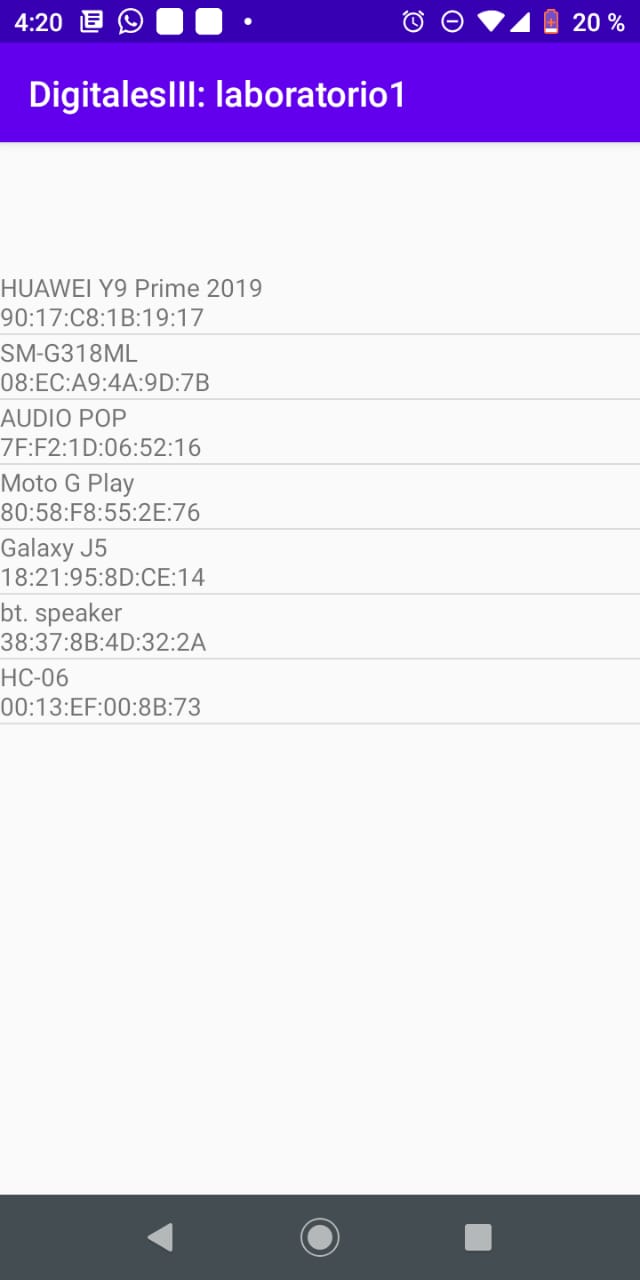 4:20 20 %
DigitalesIII: laboratorio1
HUAWEI Y9 Prime 2019
90:17:C8:1B:19:17
SM-G318ML
08:EC:A9:4A:9D:7B
AUDIO POP
7F:F2:1D:06:52:16
Moto G Play
80:58:F8:55:2E:76
Galaxy J5
18:21:95:8D:CE:14
bt. speaker
38:37:8B:4D:32:2A
HC-06
00:13:EF:00:8B:73